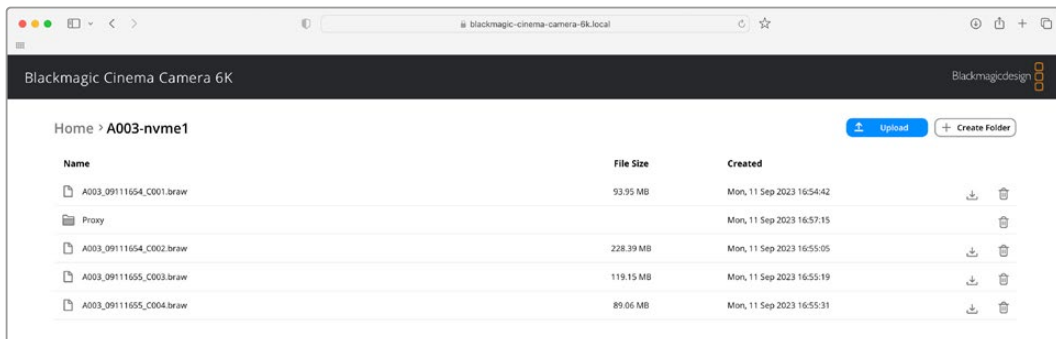 blackmagic-cinema-camera-6k.local
Blackmagic Cinema Camera 6K
Blackmagicdesign
Home > A003-nvme1
Upload
+ Create Folder
Name File Size Created
A003_09111654_C001.braw 93.95 MB Mon, 11 Sep 2023 16:54:42
Proxy Mon, 11 Sep 2023 16:57:15
A003_09111654_C002.braw 228.39 MB Mon, 11 Sep 2023 16:55:05
A003_09111655_C003.braw 119.15 MB Mon, 11 Sep 2023 16:55:19
A003_09111655_C004.braw 89.06 MB Mon, 11 Sep 2023 16:55:31